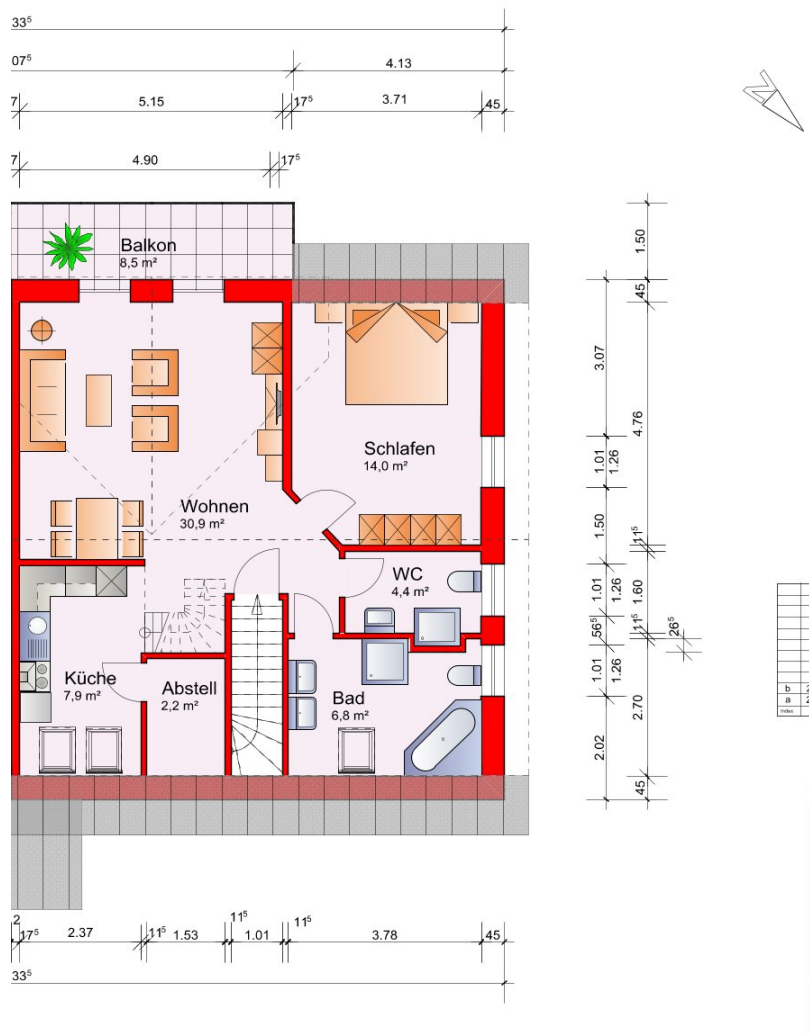 33⁵
07⁵
4.13
7 5.15 17⁵ 3.71 45
7 4.90 17⁵
N
Balkon
8,5 m²
Schlafen
14,0 m²
Wohnen
30,9 m²
WC
4,4 m²
Küche
7,9 m²
Abstell
2,2 m²
Bad
6,8 m²
1.50
45
3.07
4.76
1.01
1.26
1.50
11⁵
1.01
1.26
1.60
56⁵
11⁵
26⁵
1.01
1.26
2.70
2.02
45
b
a
Index
2
17⁵ 2.37 11⁵ 1.53 11⁵ 1.01 11⁵ 3.78 45
33⁵